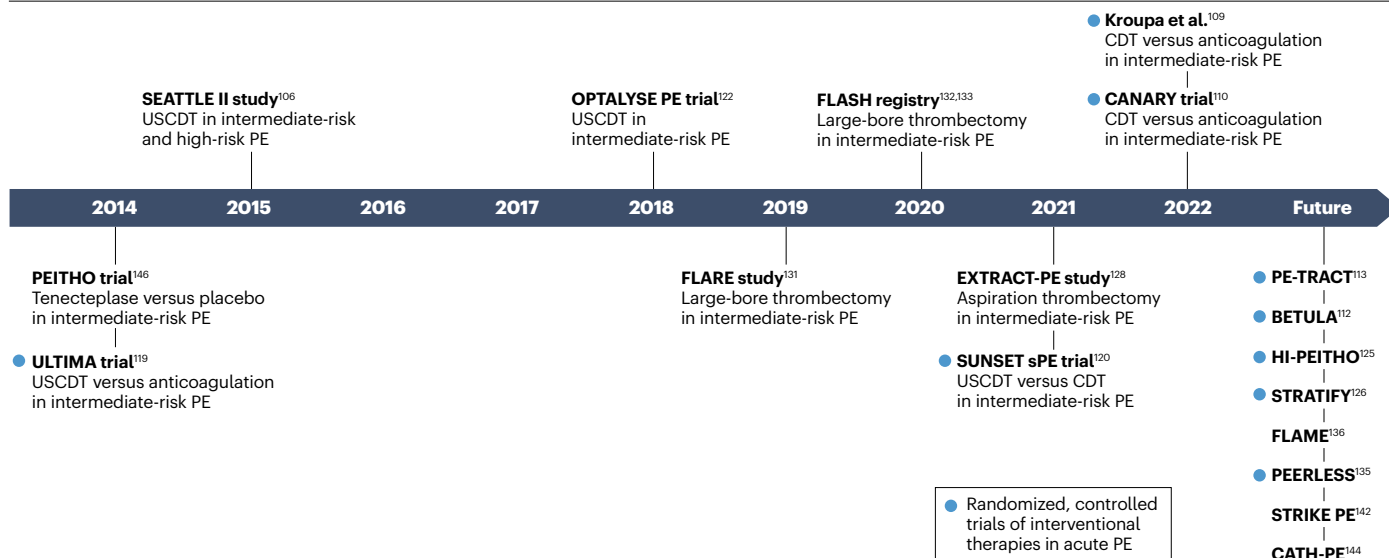 Kroupa et al.109
CDT versus anticoagulation
in intermediate-risk PE
SEATTLE II study106
USCDT in intermediate-risk
and high-risk PE
OPTALYSE PE trial122
USCDT in
intermediate-risk PE
FLASH registry132,133
Large-bore thrombectomy
in intermediate-risk PE
CANARY trial110
CDT versus anticoagulation
in intermediate-risk PE
2014 2015 2016 2017 2018 2019 2020 2021 2022 Future
PEITHO trial146
Tenecteplase versus placebo
in intermediate-risk PE
ULTIMA trial119
USCDT versus anticoagulation
in intermediate-risk PE
FLARE study131
Large-bore thrombectomy
in intermediate-risk PE
EXTRACT-PE study128
Aspiration thrombectomy
in intermediate-risk PE
SUNSET sPE trial120
USCDT versus CDT
in intermediate-risk PE
PE-TRACT113
BETULA112
HI-PEITHO125
STRATIFY126
FLAME136
PEERLESS135
STRIKE PE142
CATH-PE144
Randomized, controlled
trials of interventional
therapies in acute PE